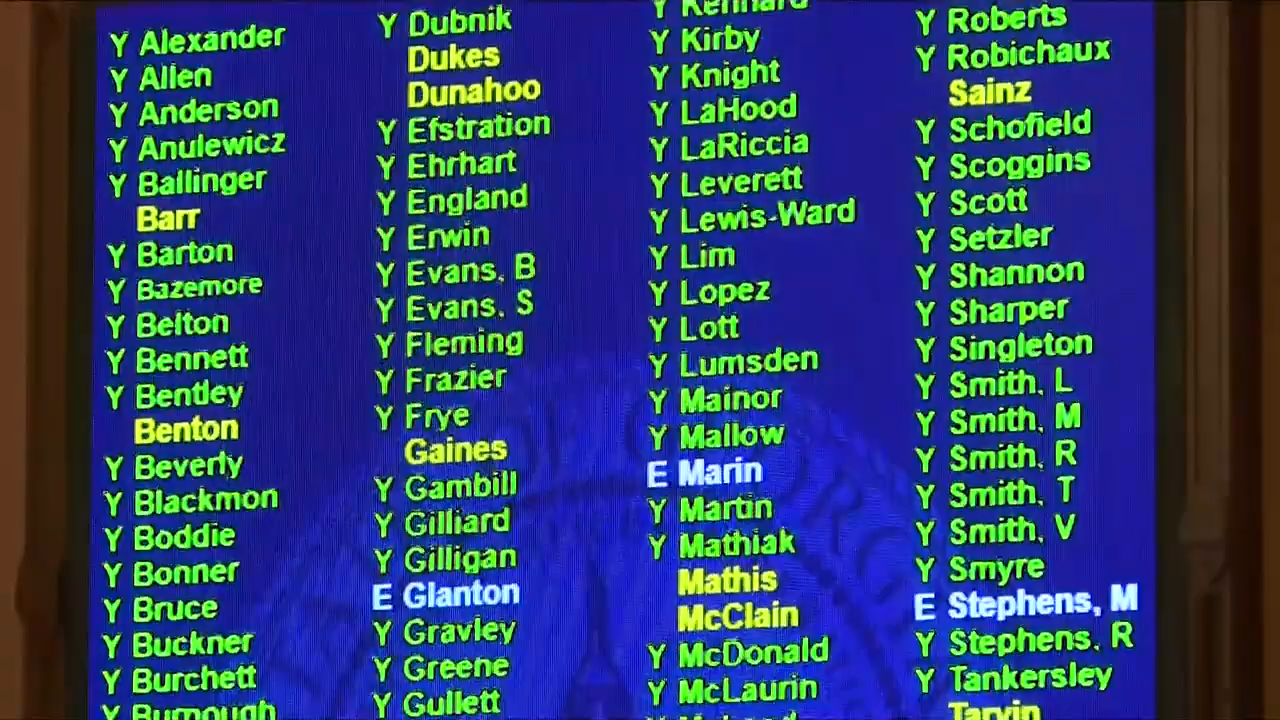 Y Alexander
Y Allen
Y Anderson
Y Anulewicz
Y Ballinger
Barr
Y Barton
Y Bazemore
Y Belton
Y Bennett
Y Bentley
Benton
Y Beverly
Y Blackmon
Y Boddie
Y Bonner
Y Bruce
Y Buckner
Y Burchett
Y Burnough
Y Dubnik
Dukes
Dunahoo
Y Efstration
Y Ehrhart
Y England
Y Erwin
Y Evans, B
Y Evans, S
Y Fleming
Y Frazier
Y Frye
Gaines
Y Gambill
Y Gilliard
Y Gilligan
E Glanton
Y Gravley
Y Greene
Y Gullett
Y Kennard
Y Kirby
Y Knight
Y LaHood
Y LaRiccia
Y Leverett
Y Lewis-Ward
Y Lim
Y Lopez
Y Lott
Y Lumsden
Y Mainor
Y Mallow
E Marin
Y Martin
Y Mathiak
Mathis
McClain
Y McDonald
Y McLaurin
Y Roberts
Y Robichaux
Sainz
Y Schofield
Y Scoggins
Y Scott
Y Setzler
Y Shannon
Y Sharper
Y Singleton
Y Smith, L
Y Smith, M
Y Smith, R
Y Smith, T
Y Smith, V
Y Smyre
E Stephens, M
Y Stephens, R
Y Tankersley
Tarvin